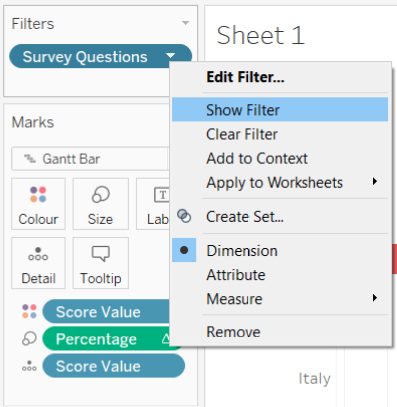 Filters
Survey Questions
Sheet 1
Edit Filter...
Show Filter
Clear Filter
Add to Context
Apply to Worksheets
Create Set...
Dimension
Attribute
Measure
Remove
Marks
Gantt Bar
Colour
Size
Lab
Detail
Tooltip
Score Value
Percentage
Score Value
Italy